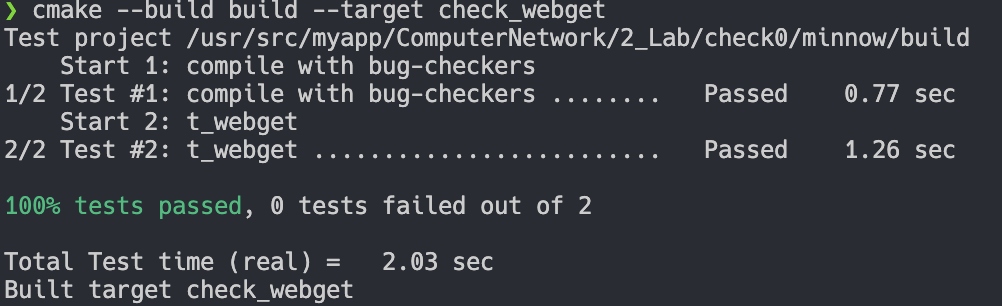 ❯ cmake --build build --target check_webget
Test project /usr/src/myapp/ComputerNetwork/2_Lab/check0/minnow/build
    Start 1: compile with bug-checkers
1/2 Test #1: compile with bug-checkers ........   Passed    0.77 sec
    Start 2: t_webget
2/2 Test #2: t_webget .........................   Passed    1.26 sec

100% tests passed, 0 tests failed out of 2

Total Test time (real) =   2.03 sec
Built target check_webget